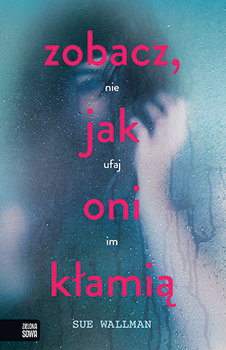 zobacz,
nie
jak
ufaj
oni
im
kłamią
ZIELONA
SOWA
SUE WALLMAN